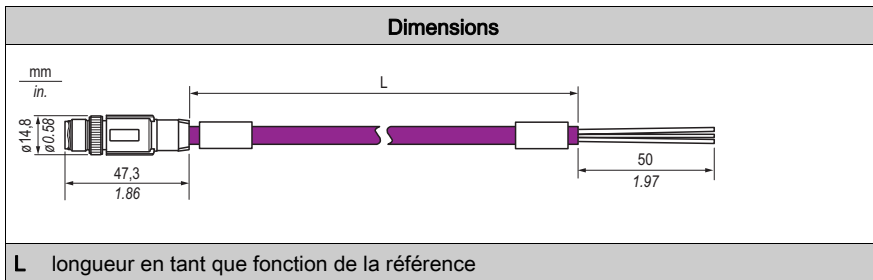 Dimensions
mm
in.
L
ø14,8
ø0.58
47,3
1.86
50
1.97
L longueur en tant que fonction de la référence